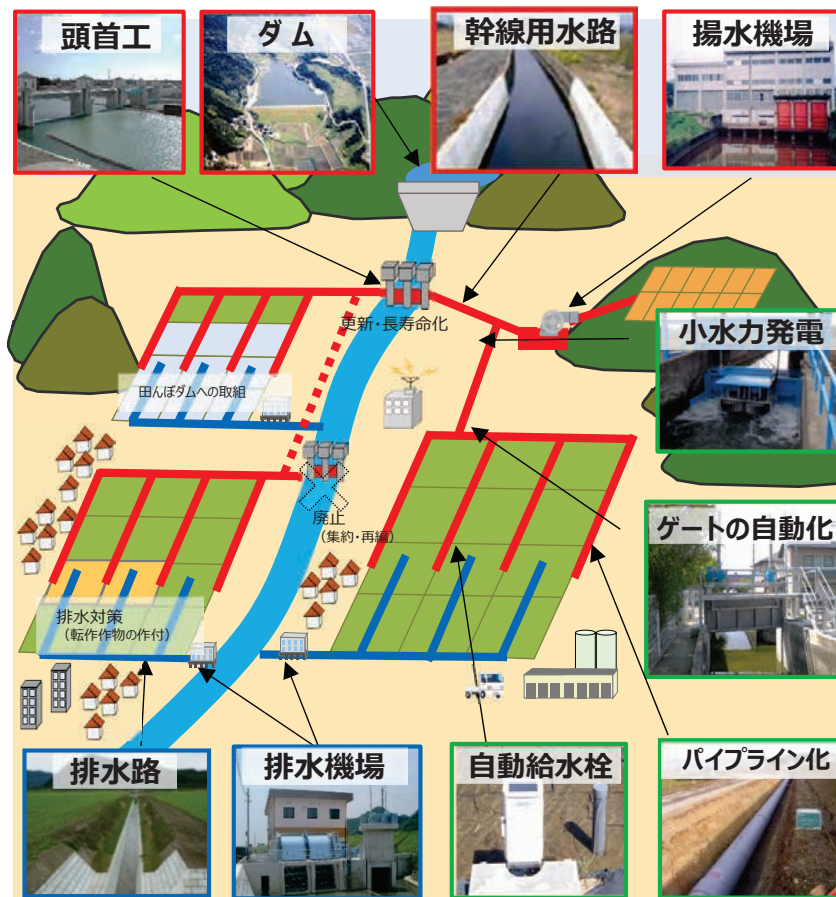 頭首工
ダム
幹線用水路
揚水機場
更新・長寿命化
小水力発電
田んぼダムへの取組
廃止
（集約・再編）
ゲートの自動化
排水対策
（転作作物の作付）
排水路
排水機場
自動給水栓
パイプライン化